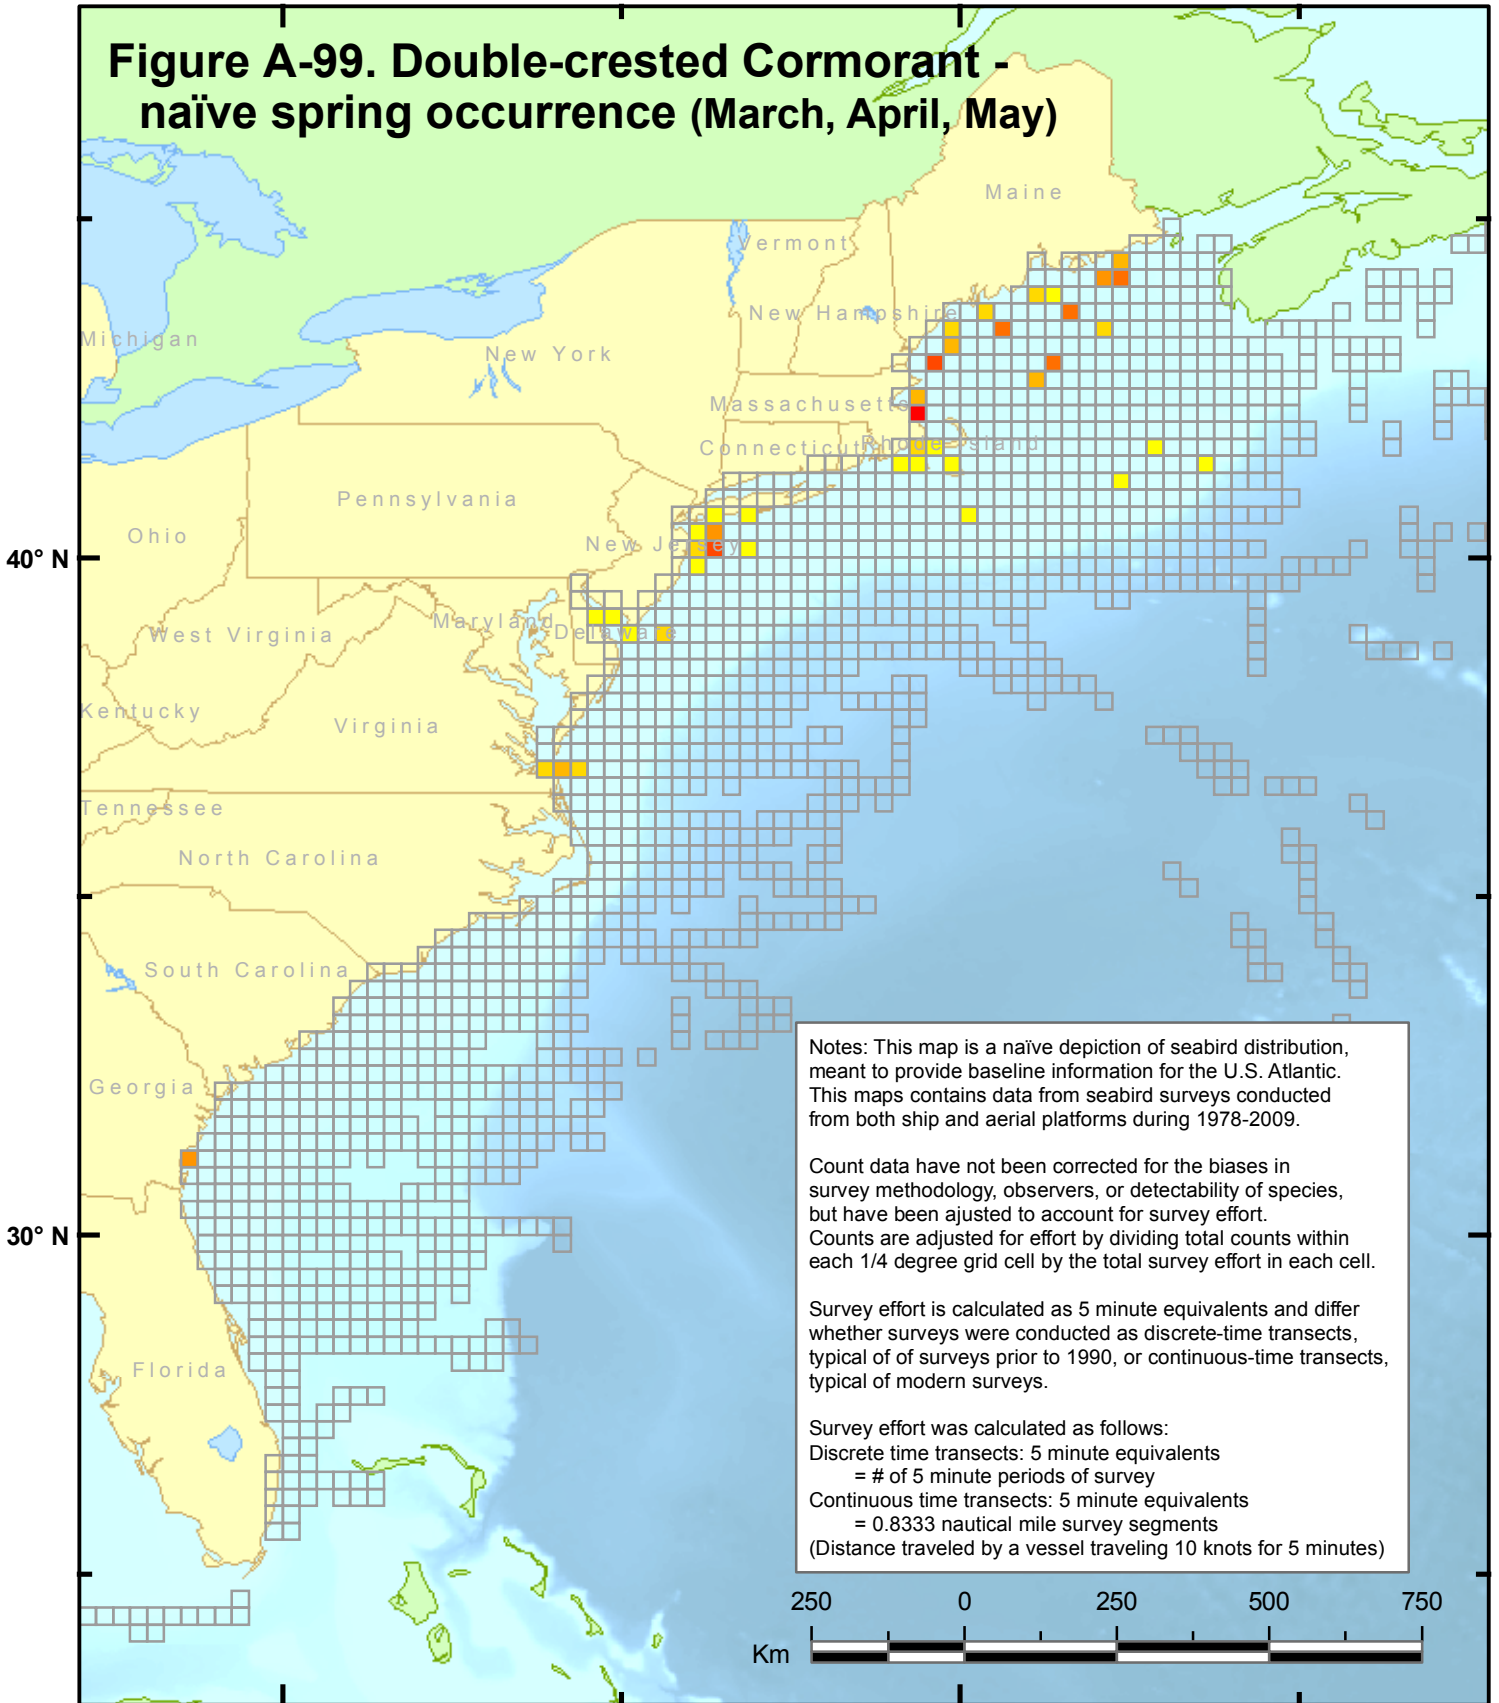 Figure A-99. Double-crested Cormorant -
naïve spring occurrence (March, April, May)
Maine
Vermont
New Hampshire
Michigan
New York
Massachusetts
Connecticut
Rhode Island
Pennsylvania
Ohio
New Jersey
40° N
Maryland
Delaware
West Virginia
Kentucky
Virginia
Tennessee
North Carolina
South Carolina
Georgia
30° N
Florida
Notes: This map is a naïve depiction of seabird distribution,
meant to provide baseline information for the U.S. Atlantic.
This maps contains data from seabird surveys conducted
from both ship and aerial platforms during 1978-2009.
Count data have not been corrected for the biases in
survey methodology, observers, or detectability of species,
but have been ajusted to account for survey effort.
Counts are adjusted for effort by dividing total counts within
each 1/4 degree grid cell by the total survey effort in each cell.
Survey effort is calculated as 5 minute equivalents and differ
whether surveys were conducted as discrete-time transects,
typical of of surveys prior to 1990, or continuous-time transects,
typical of modern surveys.
Survey effort was calculated as follows:
Discrete time transects: 5 minute equivalents
= # of 5 minute periods of survey
Continuous time transects: 5 minute equivalents
= 0.8333 nautical mile survey segments
(Distance traveled by a vessel traveling 10 knots for 5 minutes)
250 0 250 500 750
Km